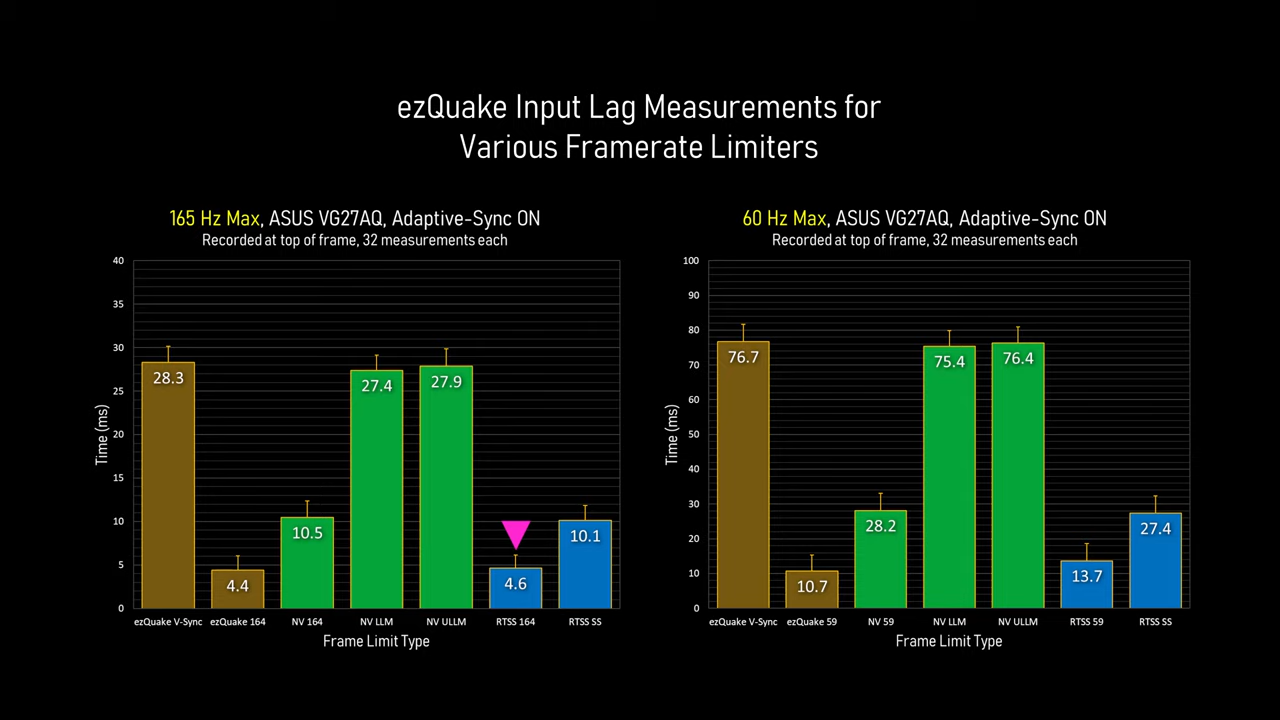 ezQuake Input Lag Measurements for
Various Framerate Limiters
165 Hz Max, ASUS VG27AQ, Adaptive-Sync ON
Recorded at top of frame, 32 measurements each
40
35
30
25
20
15
10
5
0
Time (ms)
28.3
4.4
10.5
27.4
27.9
4.6
10.1
ezQuake V-Sync ezQuake 164 NV 164 NV LLM NV ULLM RTSS 164 RTSS SS
Frame Limit Type
60 Hz Max, ASUS VG27AQ, Adaptive-Sync ON
Recorded at top of frame, 32 measurements each
100
90
80
70
60
50
40
30
20
10
0
Time (ms)
76.7
10.7
28.2
75.4
76.4
13.7
27.4
ezQuake V-Sync ezQuake 59 NV 59 NV LLM NV ULLM RTSS 59 RTSS SS
Frame Limit Type